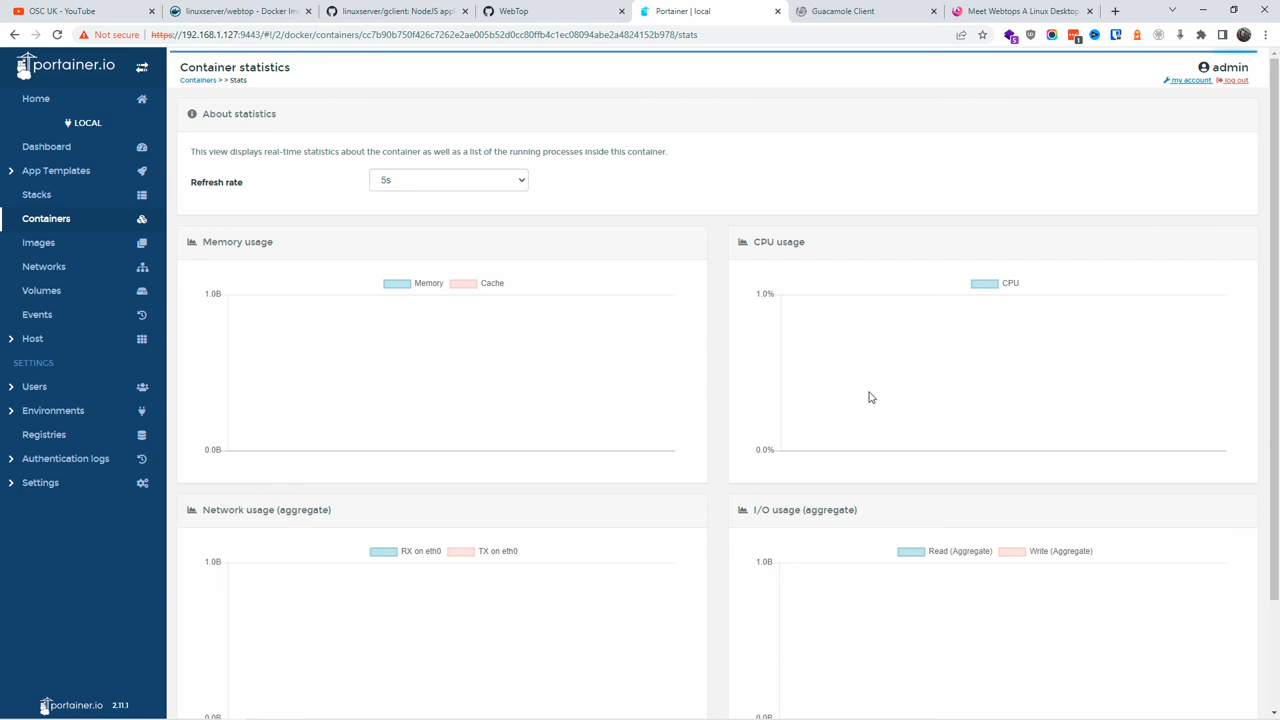 OSC UK - YouTube
linuxserver/webtop - Docker Im
linuxserver/gclient: NodeJS appl
WebTop
Portainer | local
Guacamole Client
Meet Webtops A Linux Desktop
Not secure
https://192.168.1.127:9443/#!/2/docker/containers/cc7b90b750f426c7262e2ae005b52d0cc80ffb4c1ec08094abe2a4824152b978/stats
5
1
portainer.io
Home
LOCAL
Dashboard
App Templates
Stacks
Containers
Images
Networks
Volumes
Events
Host
SETTINGS
Users
Environments
Registries
Authentication logs
Settings
portainer.io 2.11.1
Container statistics
Containers > > Stats
admin
my account log out
About statistics
This view displays real-time statistics about the container as well as a list of the running processes inside this container.
Refresh rate
5s
Memory usage
Memory Cache
1.0B
0.0B
CPU usage
CPU
1.0%
0.0%
Network usage (aggregate)
RX on eth0 TX on eth0
1.0B
0.0B
I/O usage (aggregate)
Read (Aggregate) Write (Aggregate)
1.0B
0.0B